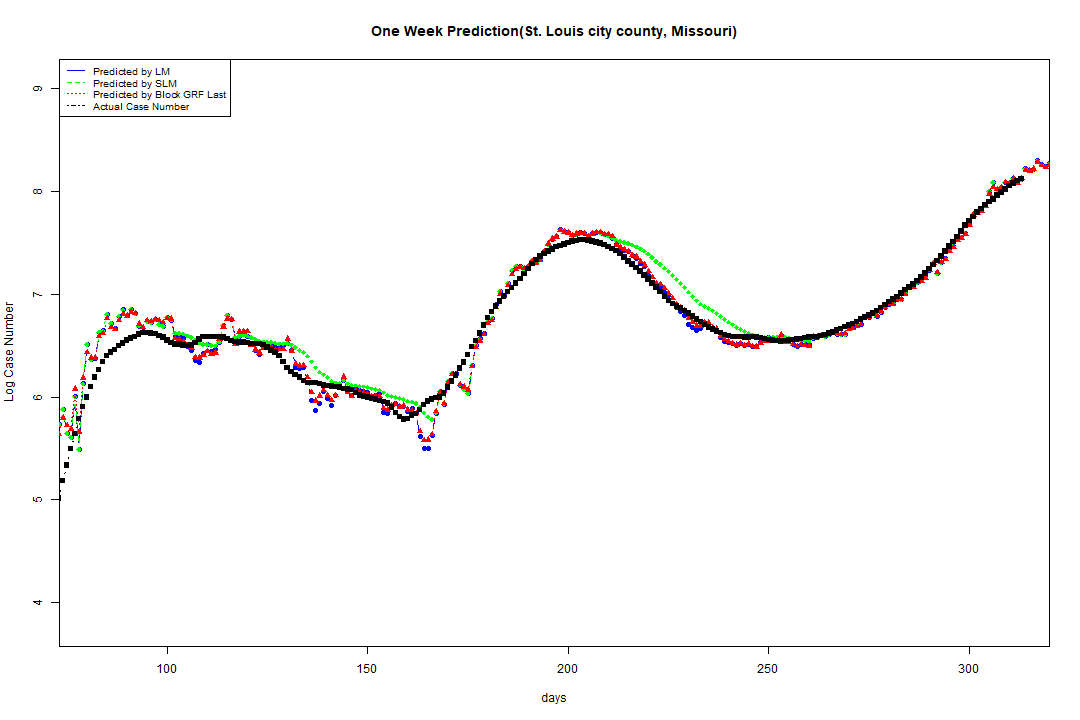 One Week Prediction(St. Louis city county, Missouri)
Predicted by LM
Predicted by SLM
Predicted by Block GRF Last
Actual Case Number
9
8
7
6
5
4
Log Case Number
100 150 200 250 300
days